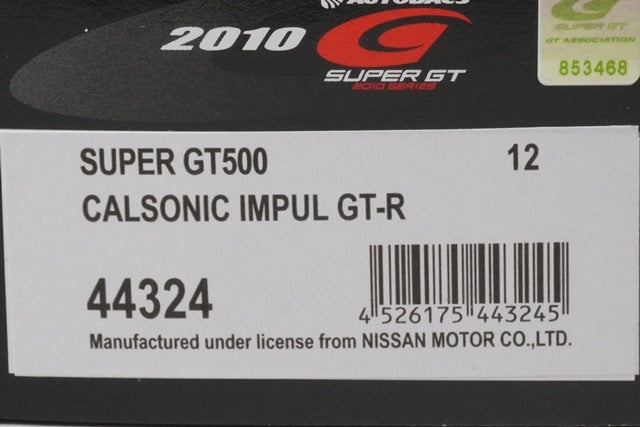 AUTOBACS
2010
SUPER GT
2010 SERIES
SUPER GT
GT ASSOCIATION
853468
SUPER GT500 12
CALSONIC IMPUL GT-R
44324
4 526175 443245
Manufactured under license from NISSAN MOTOR CO.,LTD.